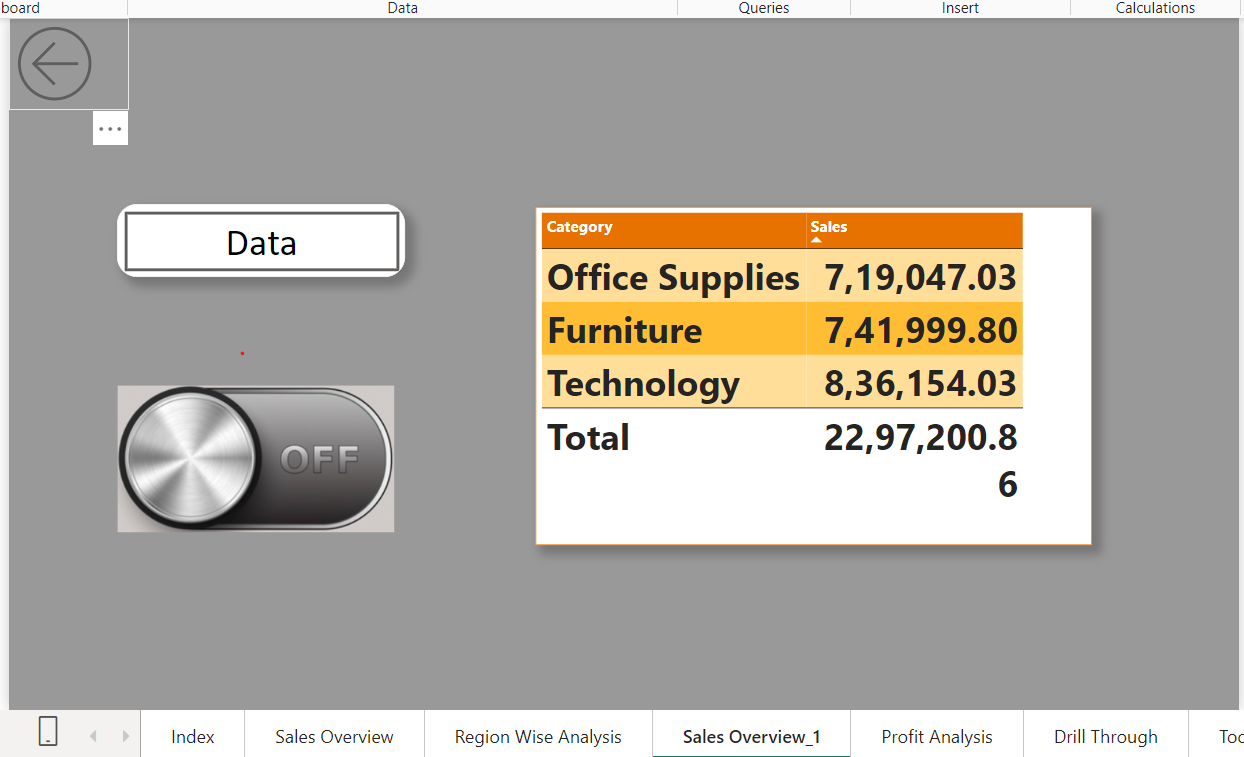 board Data Queries Insert Calculations
...
Data
OFF
Category Sales
Office Supplies 7,19,047.03
Furniture 7,41,999.80
Technology 8,36,154.03
Total 22,97,200.8
6
Index Sales Overview Region Wise Analysis Sales Overview_1 Profit Analysis Drill Through